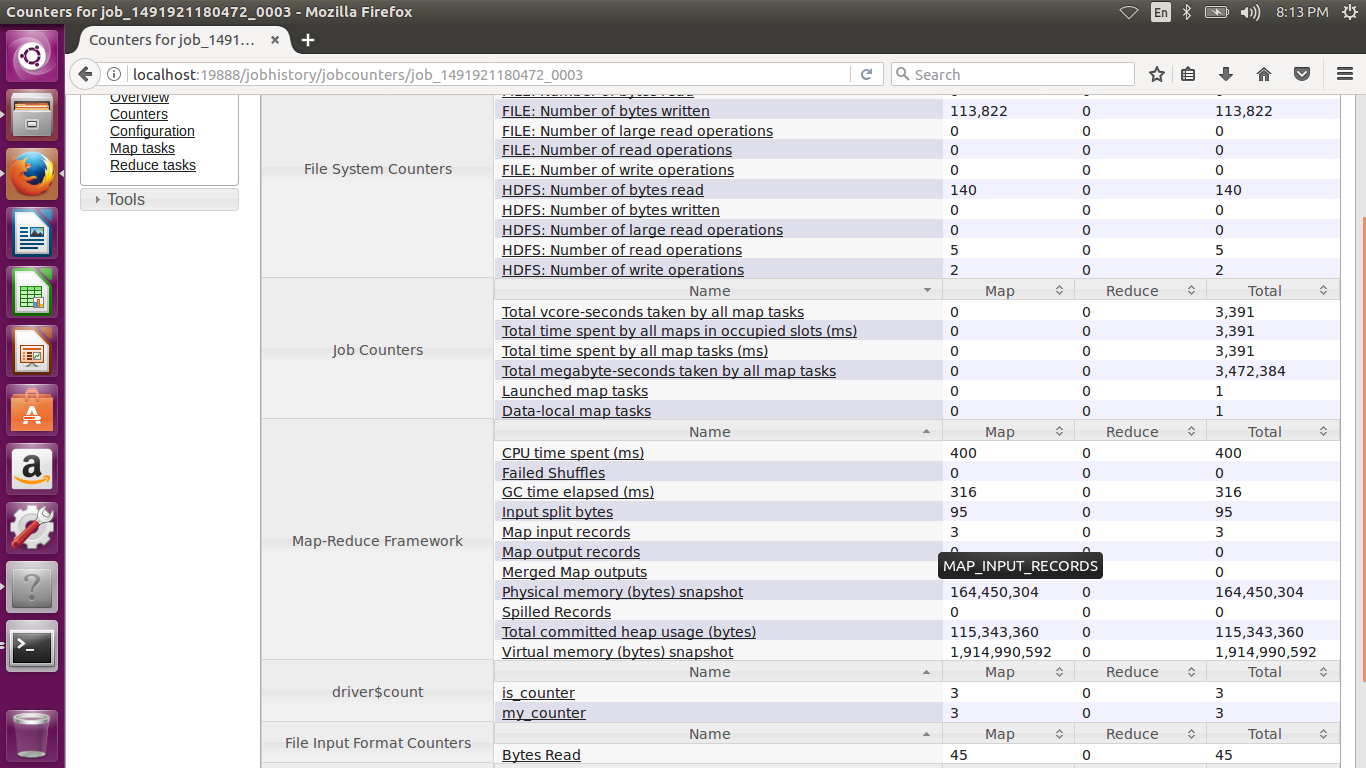 Counters for job_1491921180472_0003 - Mozilla Firefox
En
8:13 PM
Counters for job_1491...
localhost:19888/jobhistory/jobcounters/job_1491921180472_0003
Search
Overview
Counters
Configuration
Map tasks
Reduce tasks
Tools
File System Counters
FILE: Number of bytes written 113,822 0 113,822
FILE: Number of large read operations 0 0 0
FILE: Number of read operations 0 0 0
FILE: Number of write operations 0 0 0
HDFS: Number of bytes read 140 0 140
HDFS: Number of bytes written 0 0 0
HDFS: Number of large read operations 0 0 0
HDFS: Number of read operations 5 0 5
HDFS: Number of write operations 2 0 2
Job Counters
Name Map Reduce Total
Total vcore-seconds taken by all map tasks 0 0 3,391
Total time spent by all maps in occupied slots (ms) 0 0 3,391
Total time spent by all map tasks (ms) 0 0 3,391
Total megabyte-seconds taken by all map tasks 0 0 3,472,384
Launched map tasks 0 0 1
Data-local map tasks 0 0 1
Map-Reduce Framework
Name Map Reduce Total
CPU time spent (ms) 400 0 400
Failed Shuffles 0 0 0
GC time elapsed (ms) 316 0 316
Input split bytes 95 0 95
Map input records 3 0 3
Map output records 0 0 0
MAP_INPUT_RECORDS
Merged Map outputs 0
Physical memory (bytes) snapshot 164,450,304 0 164,450,304
Spilled Records 0 0 0
Total committed heap usage (bytes) 115,343,360 0 115,343,360
Virtual memory (bytes) snapshot 1,914,990,592 0 1,914,990,592
driver$count
Name Map Reduce Total
is_counter 3 0 3
my_counter 3 0 3
File Input Format Counters
Name Map Reduce Total
Bytes Read 45 0 45